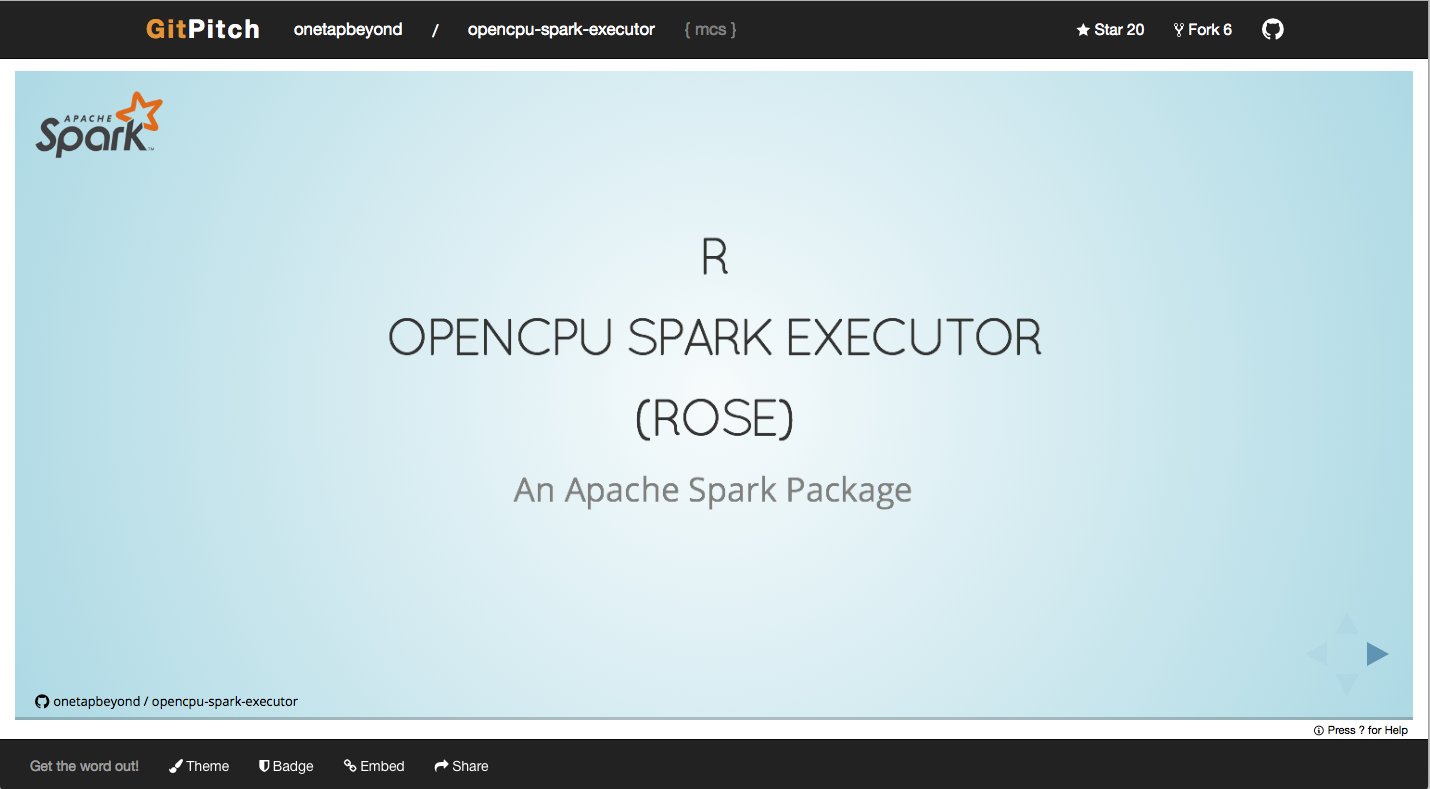 GitPitch onetapbeyond / opencpu-spark-executor { mcs } Star 20 Fork 6
APACHE
Spark™
R
OPENCPU SPARK EXECUTOR
(ROSE)
An Apache Spark Package
onetapbeyond / opencpu-spark-executor
Press ? for Help
Get the word out! Theme Badge Embed Share